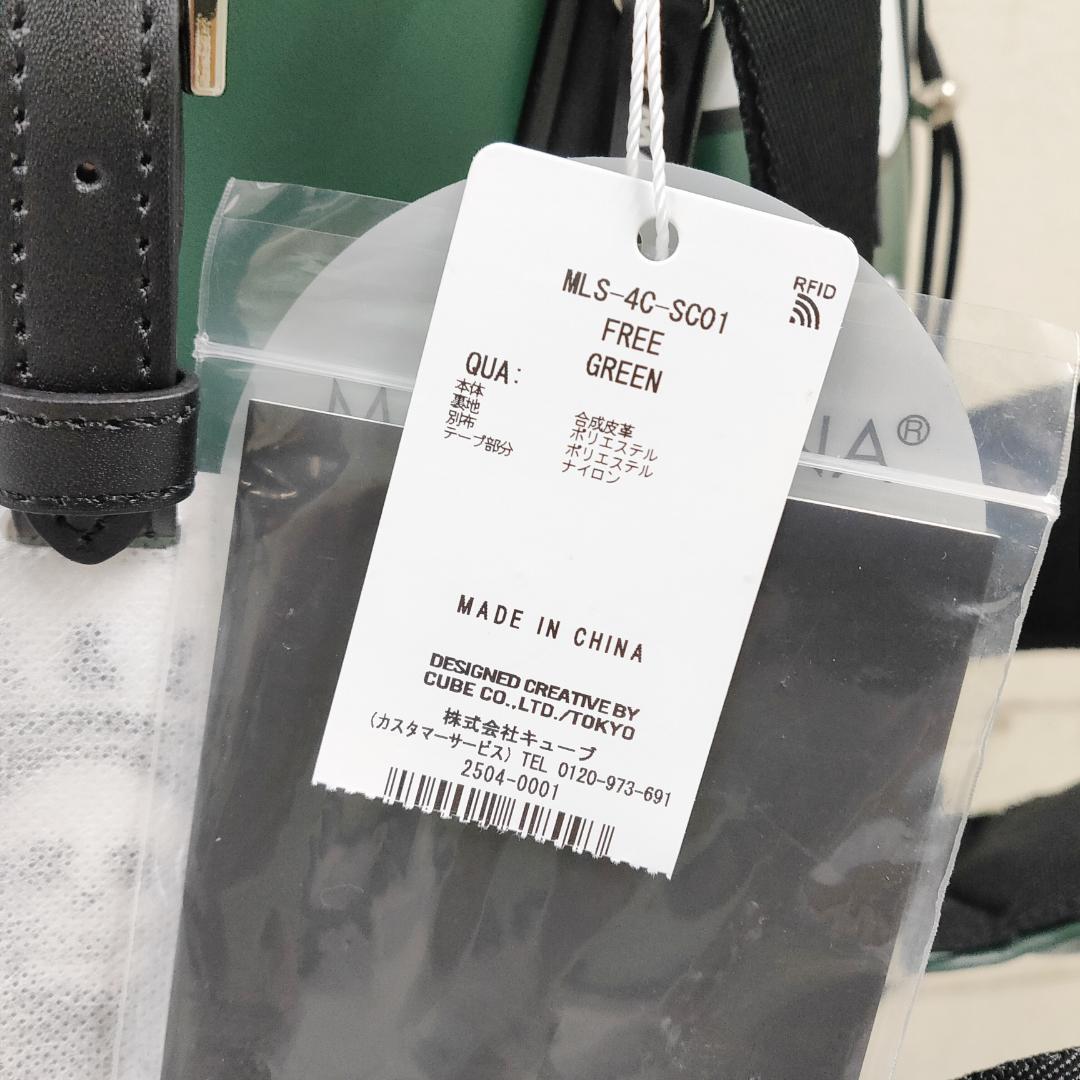 MLS-4C-SC01
RFID
FREE
GREEN
QUA:
本体 合成皮革
裏地 ポリエステル
別布 ポリエステル
テープ部分 ナイロン
MADE IN CHINA
DESIGNED CREATIVE BY
CUBE CO.,LTD./TOKYO
株式会社キューブ
(カスタマーサービス) TEL 0120-973-691
2504-0001